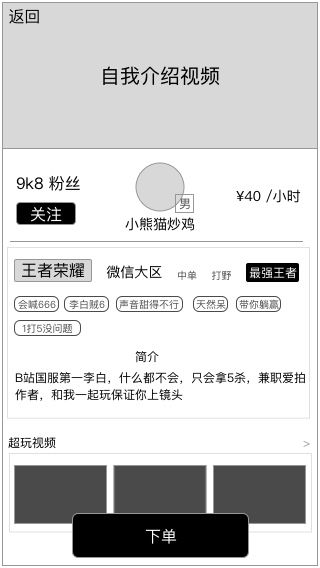 返回
自我介绍视频
9k8 粉丝
男
¥40 /小时
关注
小熊猫炒鸡
王者荣耀 微信大区 中单 打野 最强王者
会喊666 李白贼6 声音甜得不行 天然呆 带你躺赢
1打5没问题
简介
B站国服第一李白，什么都不会，只会拿5杀，兼职爱拍
作者，和我一起玩保证你上镜头
超玩视频 >
下单